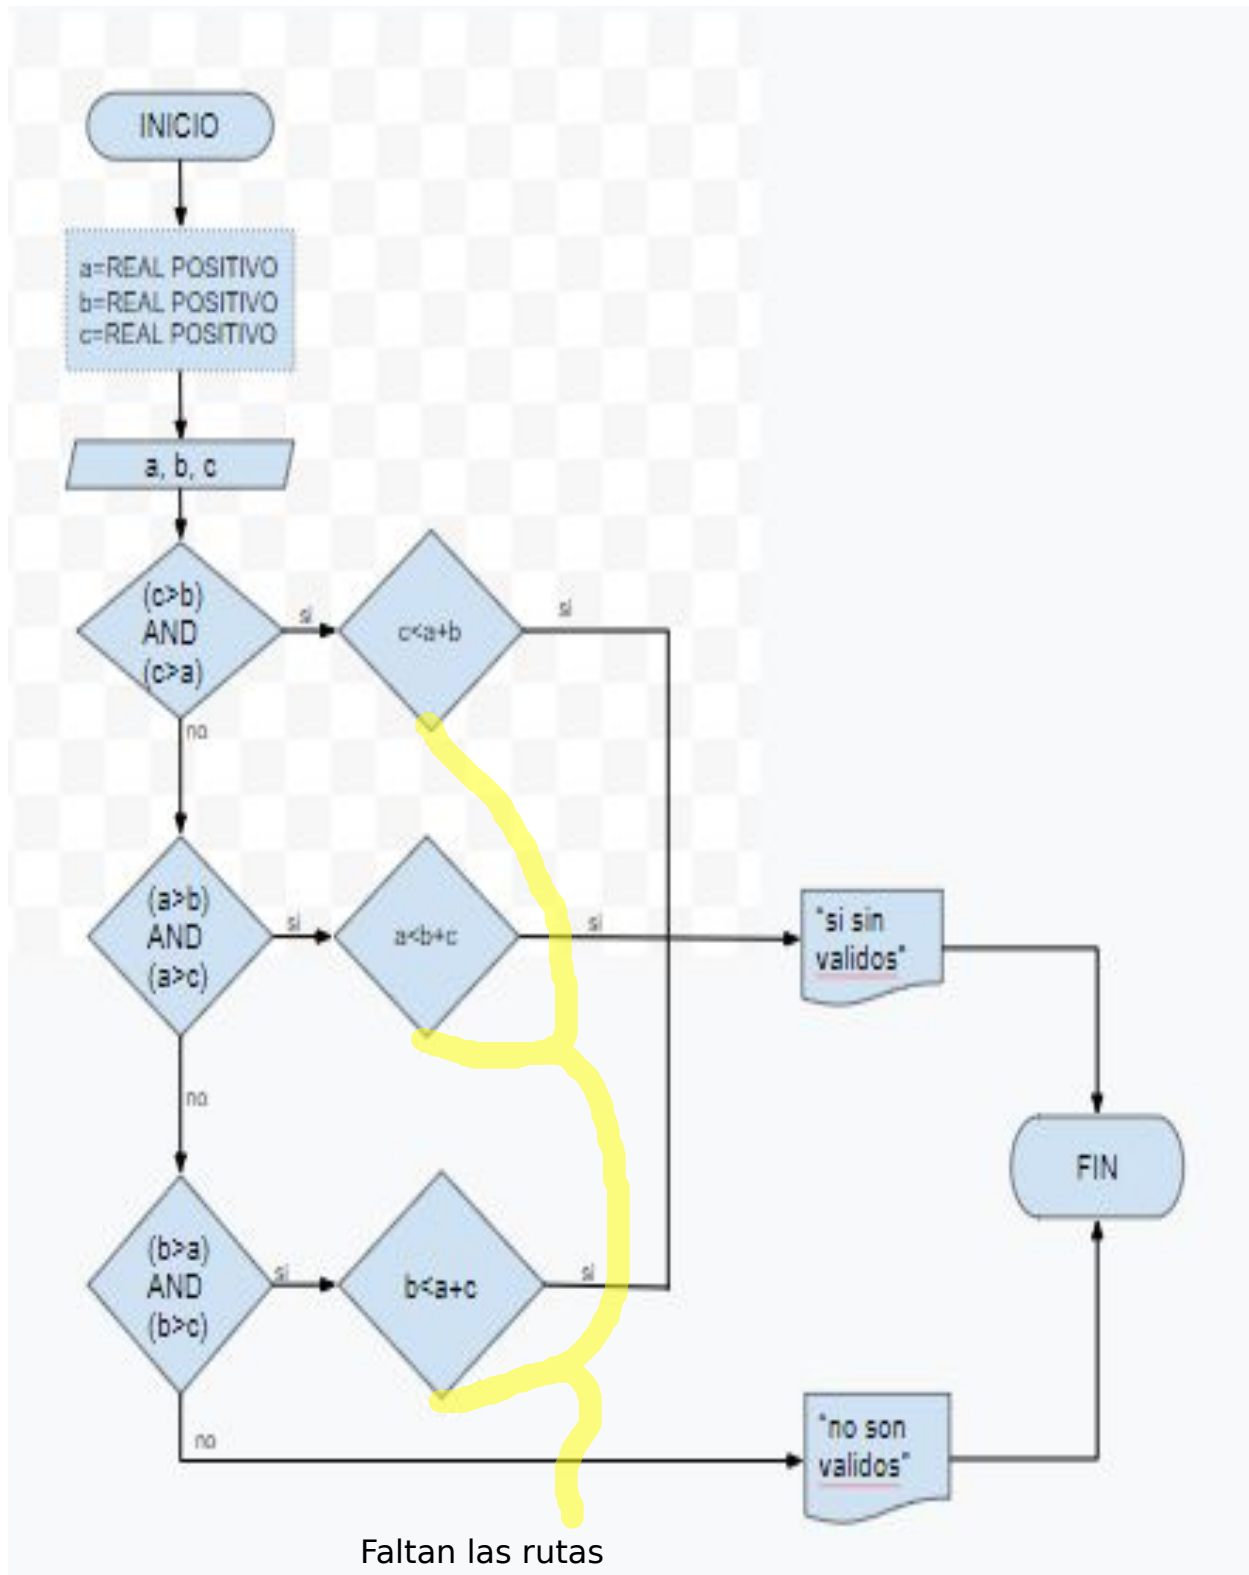 INICIO
a=REAL POSITIVO
b=REAL POSITIVO
c=REAL POSITIVO
a, b, c
(c>b)
AND
(c>a)
si
c<a+b
si
no
(a>b)
AND
(a>c)
si
a<b+c
si
"si sin
validos"
no
FIN
(b>a)
AND
(b>c)
si
b<a+c
si
no
"no son
validos"
Faltan las rutas